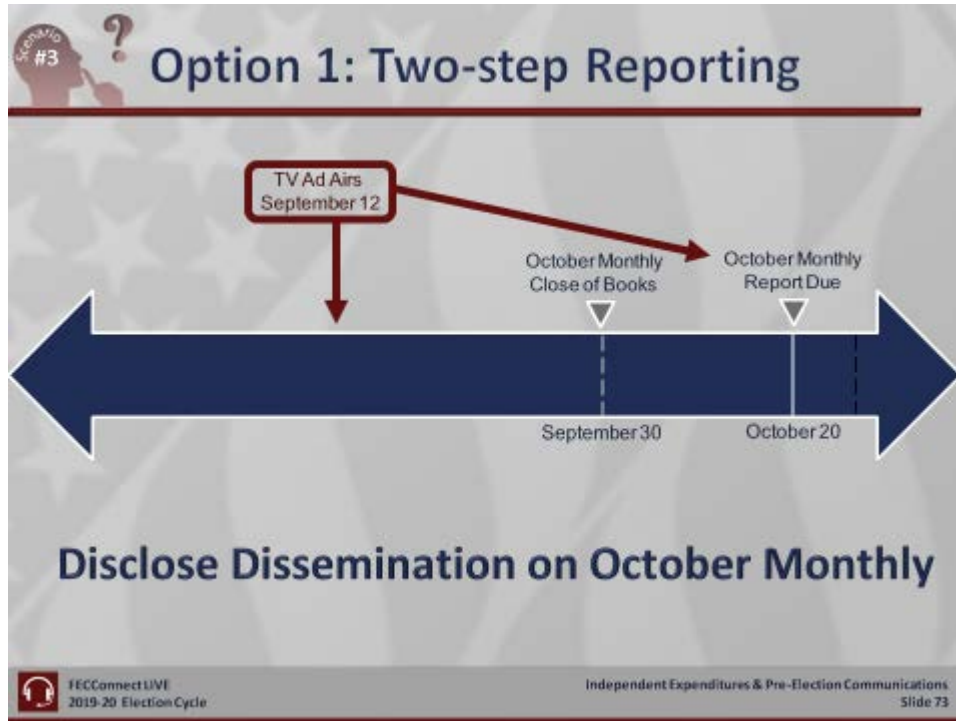 Scenario
#3
?
Option 1: Two-step Reporting
TV Ad Airs
September 12
October Monthly
Close of Books
October Monthly
Report Due
September 30
October 20
Disclose Dissemination on October Monthly
FECConnect LIVE
2019-20 Election Cycle
Independent Expenditures & Pre-Election Communications
Slide 73